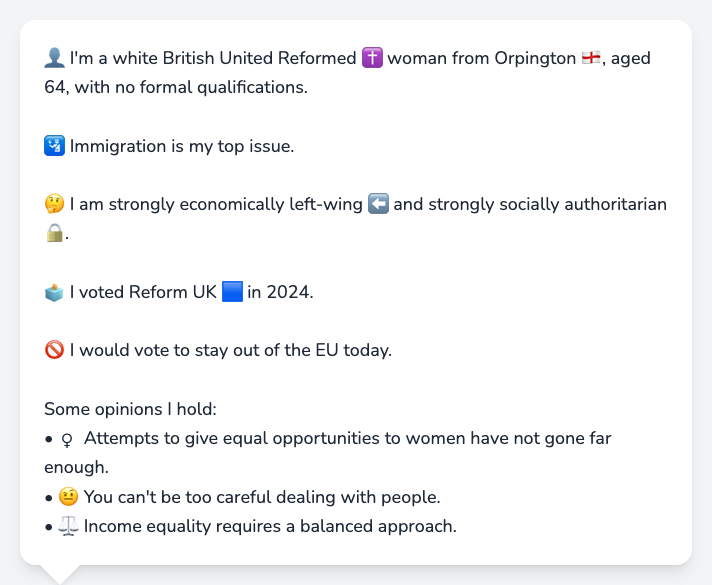 👤 I'm a white British United Reformed ✝️ woman from Orpington 🏴󠁧󠁢󠁥󠁮󠁧󠁿, aged
64, with no formal qualifications.
🛂 Immigration is my top issue.
🤔 I am strongly economically left-wing ⬅️ and strongly socially authoritarian
🔒.
🗳️ I voted Reform UK 🟦 in 2024.
🚫 I would vote to stay out of the EU today.
Some opinions I hold:
• ♀ Attempts to give equal opportunities to women have not gone far
enough.
• 🤨 You can't be too careful dealing with people.
• ⚖️ Income equality requires a balanced approach.